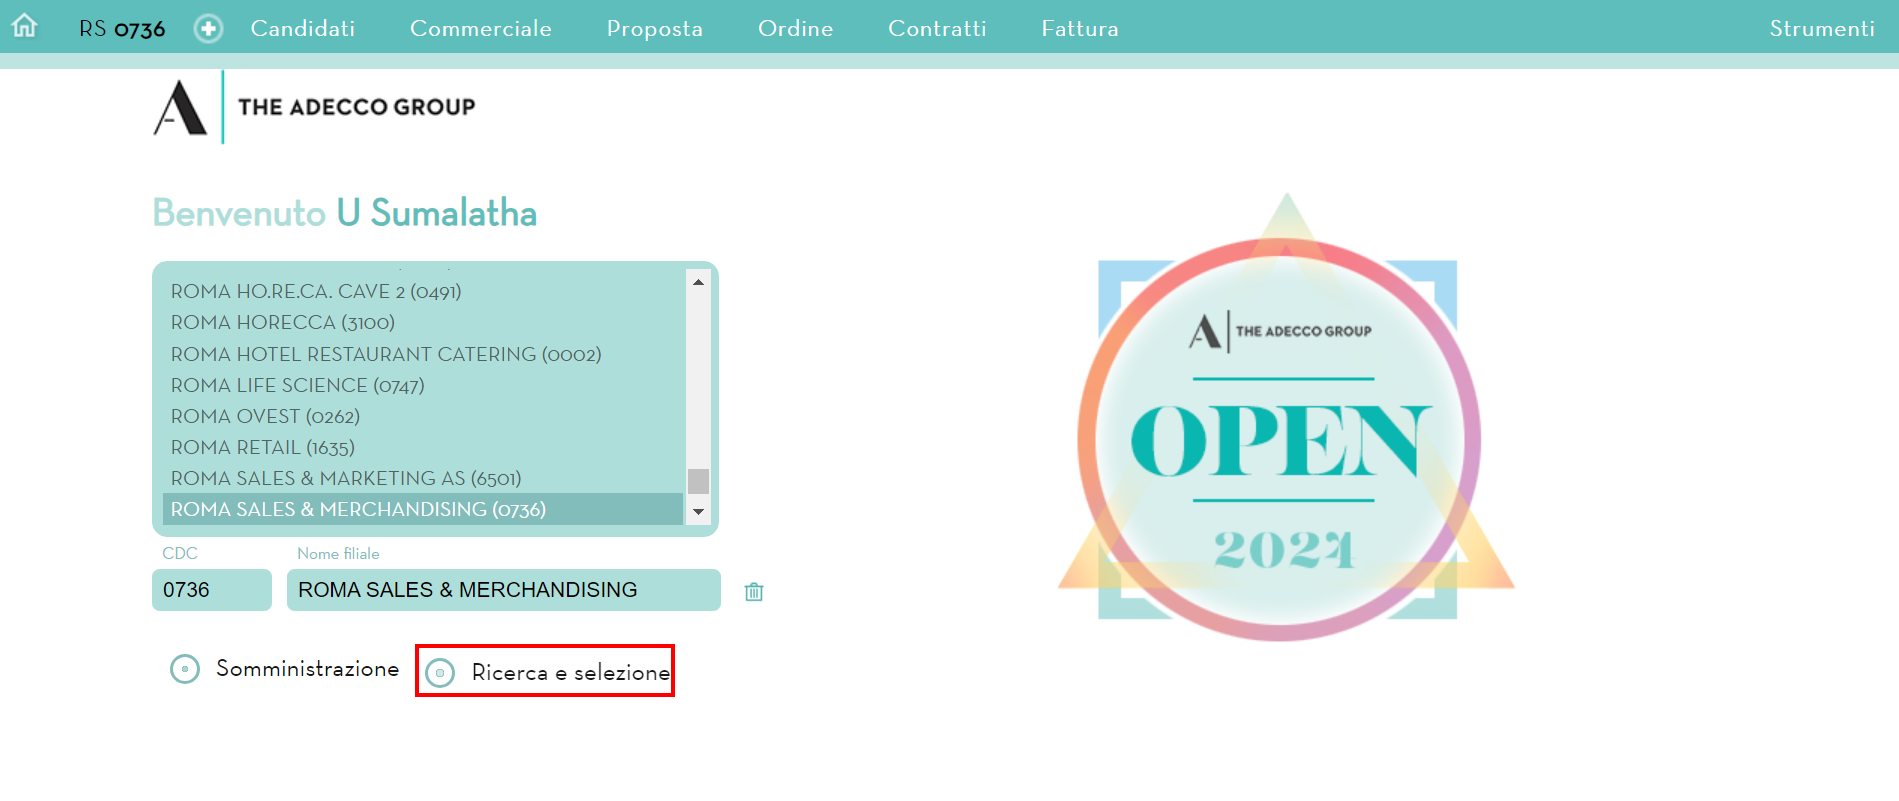 RS 0736 Candidati Commerciale Proposta Ordine Contratti Fattura Strumenti
THE ADECCO GROUP
Benvenuto U Sumalatha
ROMA HO.RE.CA. CAVE 2 (0491)
ROMA HORECCA (3100)
ROMA HOTEL RESTAURANT CATERING (0002)
ROMA LIFE SCIENCE (0747)
ROMA OVEST (0262)
ROMA RETAIL (1635)
ROMA SALES & MARKETING AS (6501)
ROMA SALES & MERCHANDISING (0736)
CDC Nome filiale
0736 ROMA SALES & MERCHANDISING
Somministrazione Ricerca e selezione
THE ADECCO GROUP
OPEN